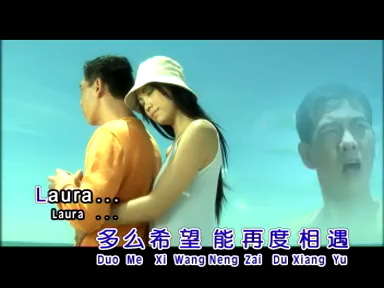 Laura...
Laura ...
多么希望 能再度相遇
Duo Me Xi Wang Neng Zai Du Xiang Yu